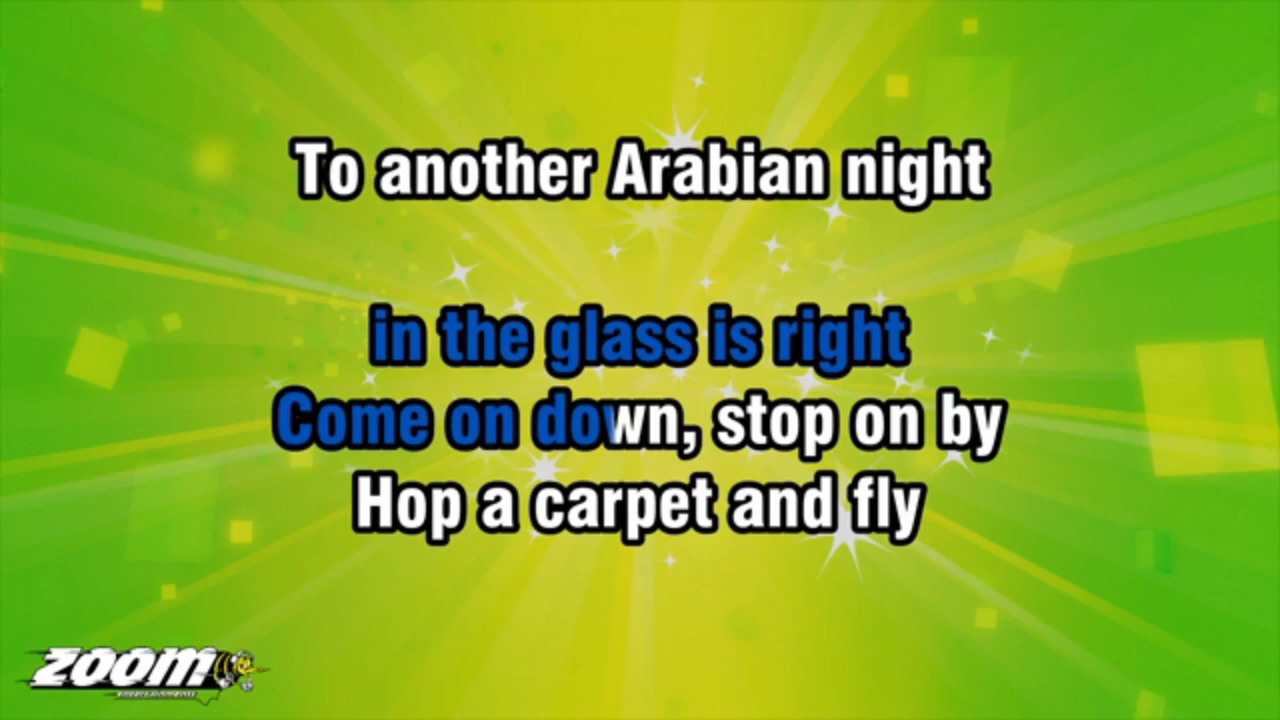 To another Arabian night
in the glass is right
Come on down, stop on by
Hop a carpet and fly
ZOOM
ENTERTAINMENTS